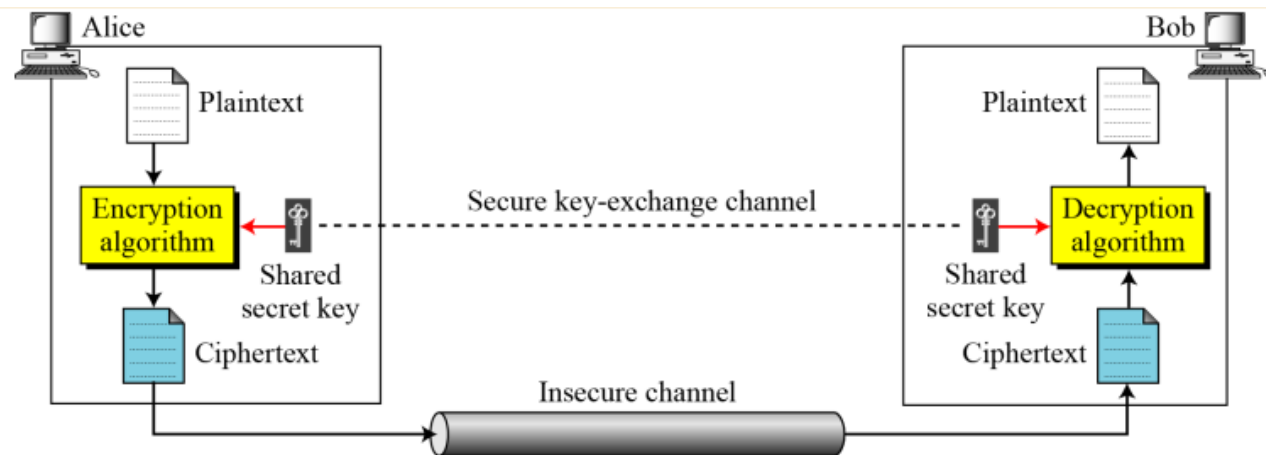 Alice
Bob
Plaintext
Plaintext
Encryption
algorithm
Secure key-exchange channel
Decryption
algorithm
Shared
secret key
Shared
secret key
Ciphertext
Ciphertext
Insecure channel